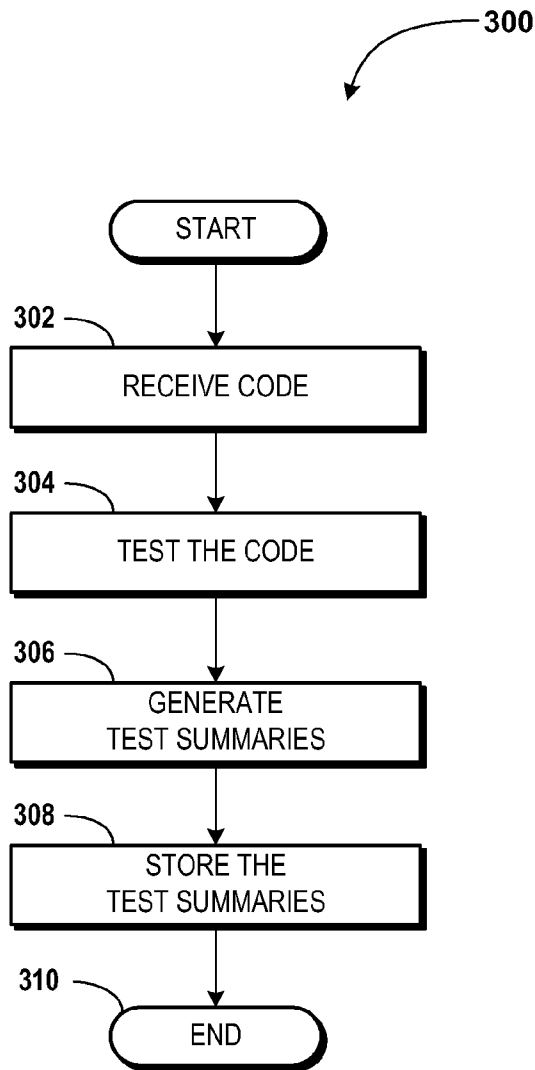 300
START
302
RECEIVE CODE
304
TEST THE CODE
306
GENERATE
TEST SUMMARIES
308
STORE THE
TEST SUMMARIES
310
END